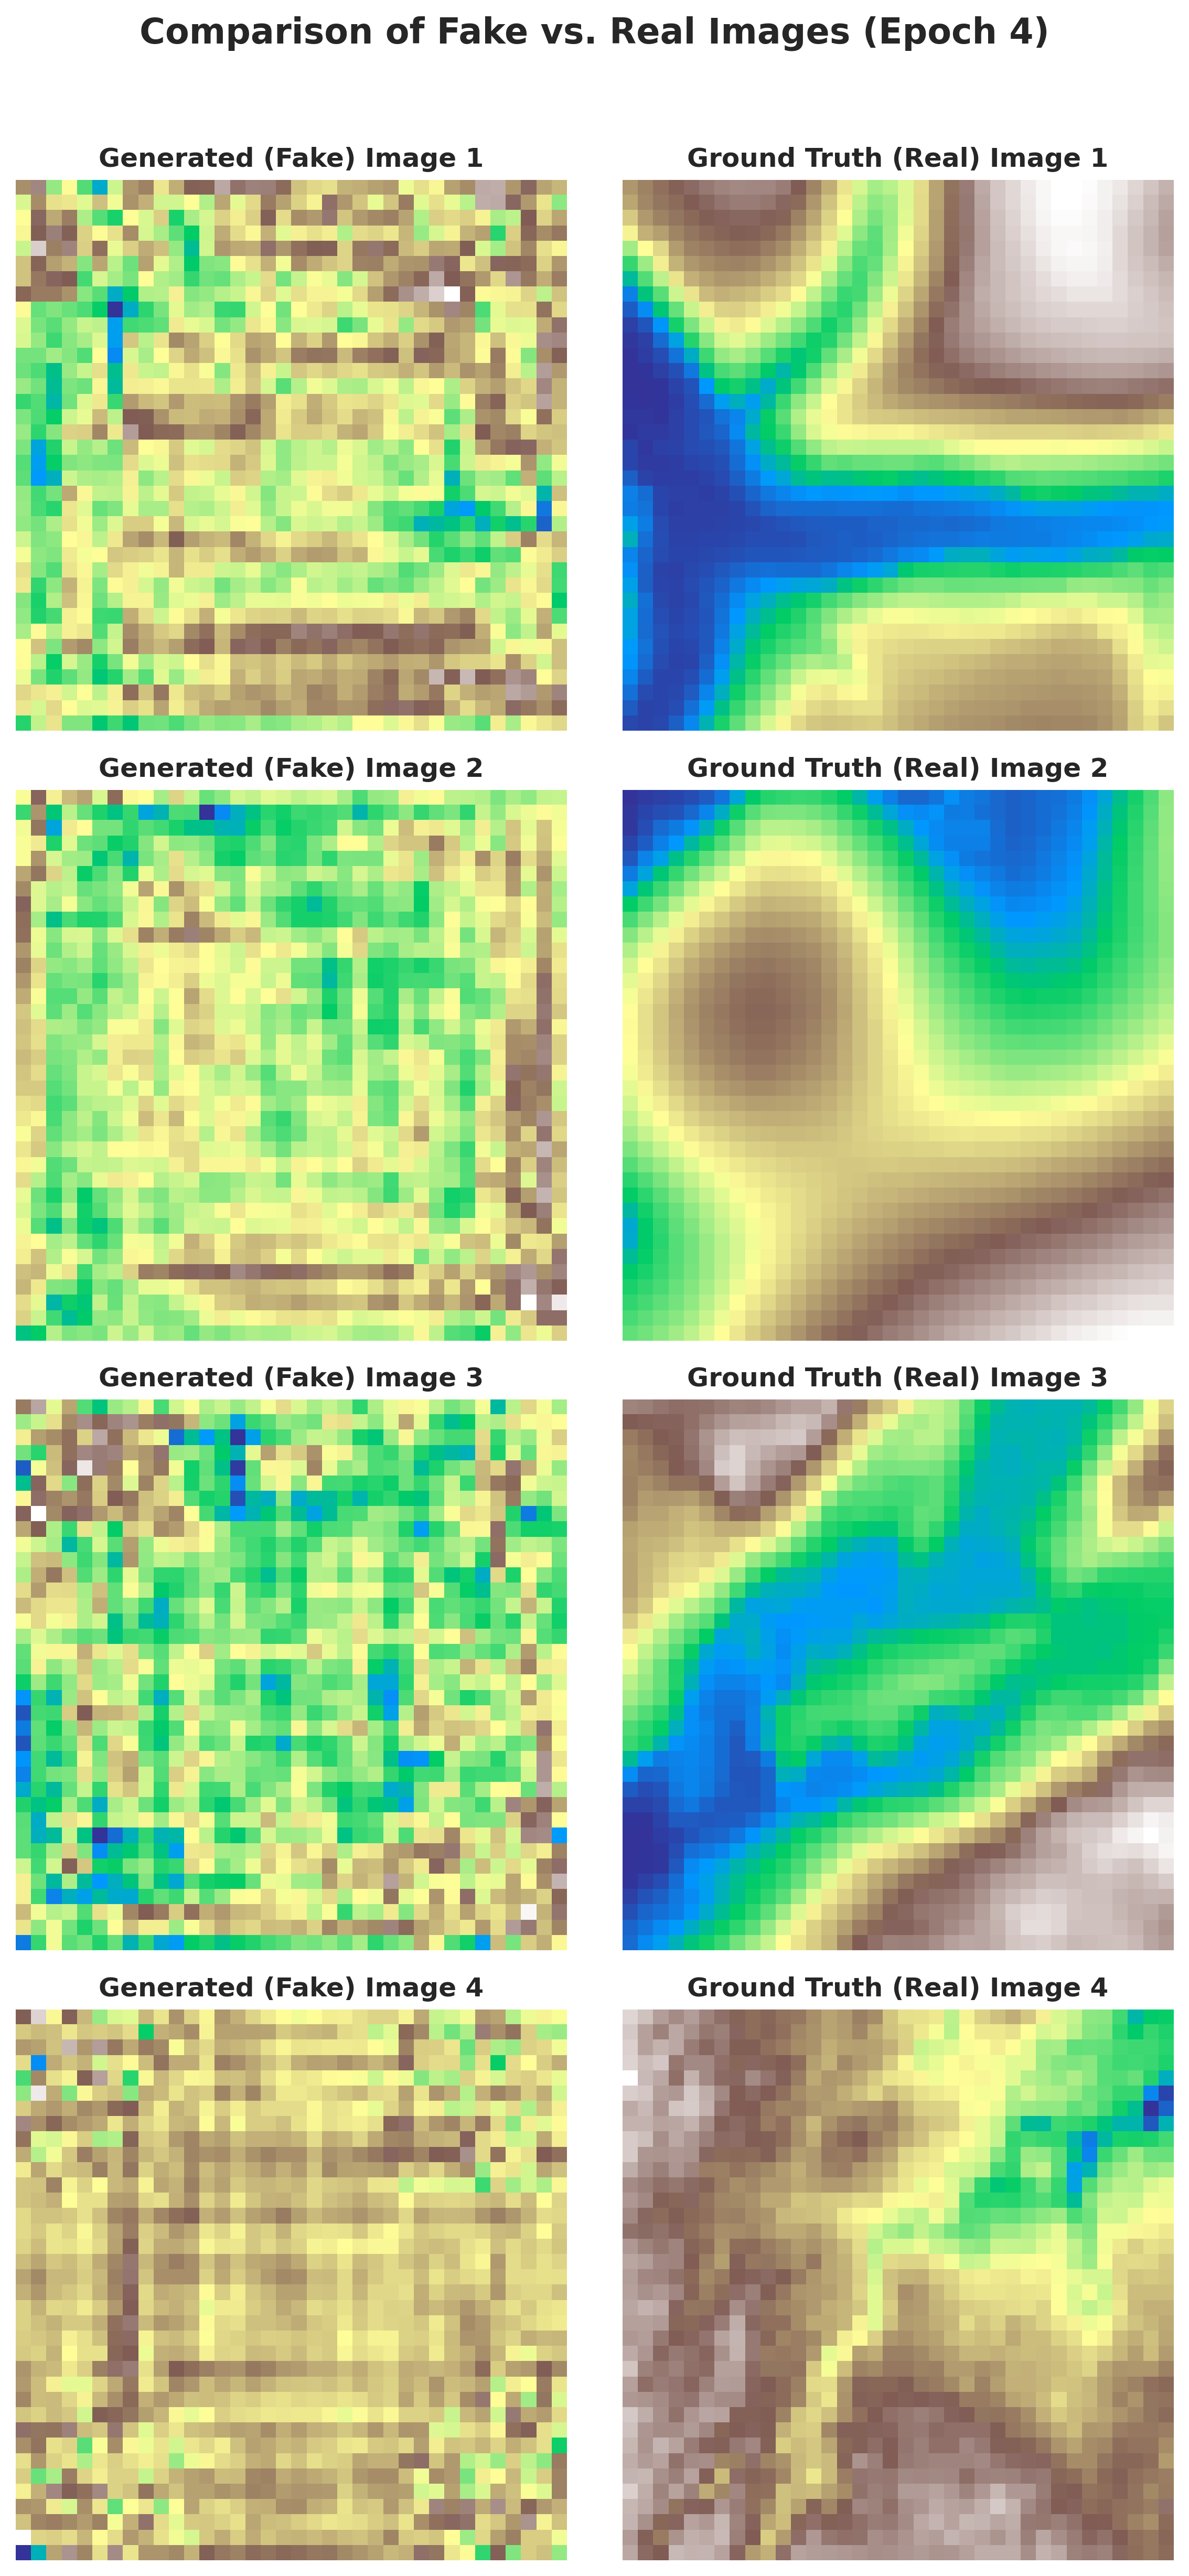 Comparison of Fake vs. Real Images (Epoch 4)
Generated (Fake) Image 1
Ground Truth (Real) Image 1
Generated (Fake) Image 2
Ground Truth (Real) Image 2
Generated (Fake) Image 3
Ground Truth (Real) Image 3
Generated (Fake) Image 4
Ground Truth (Real) Image 4